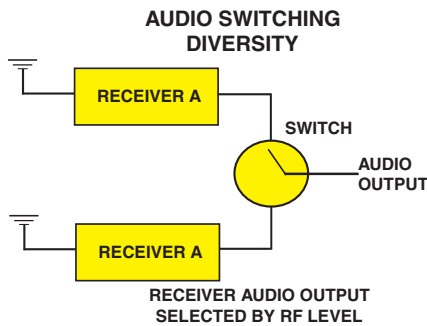 AUDIO SWITCHING
DIVERSITY
RECEIVER A
SWITCH
AUDIO
OUTPUT
RECEIVER A
RECEIVER AUDIO OUTPUT
SELECTED BY RF LEVEL